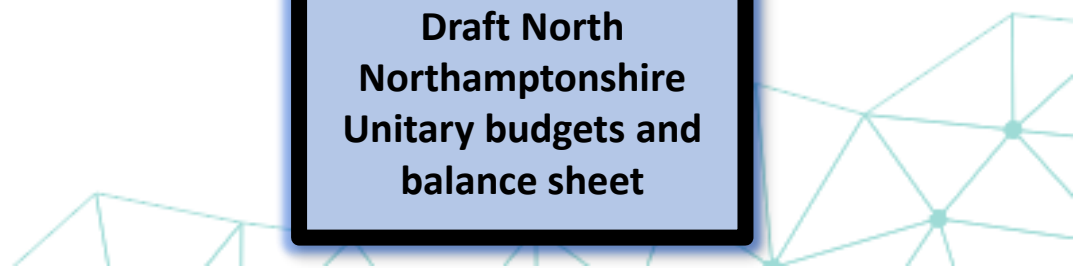 Draft North
Northamptonshire
Unitary budgets and
balance sheet